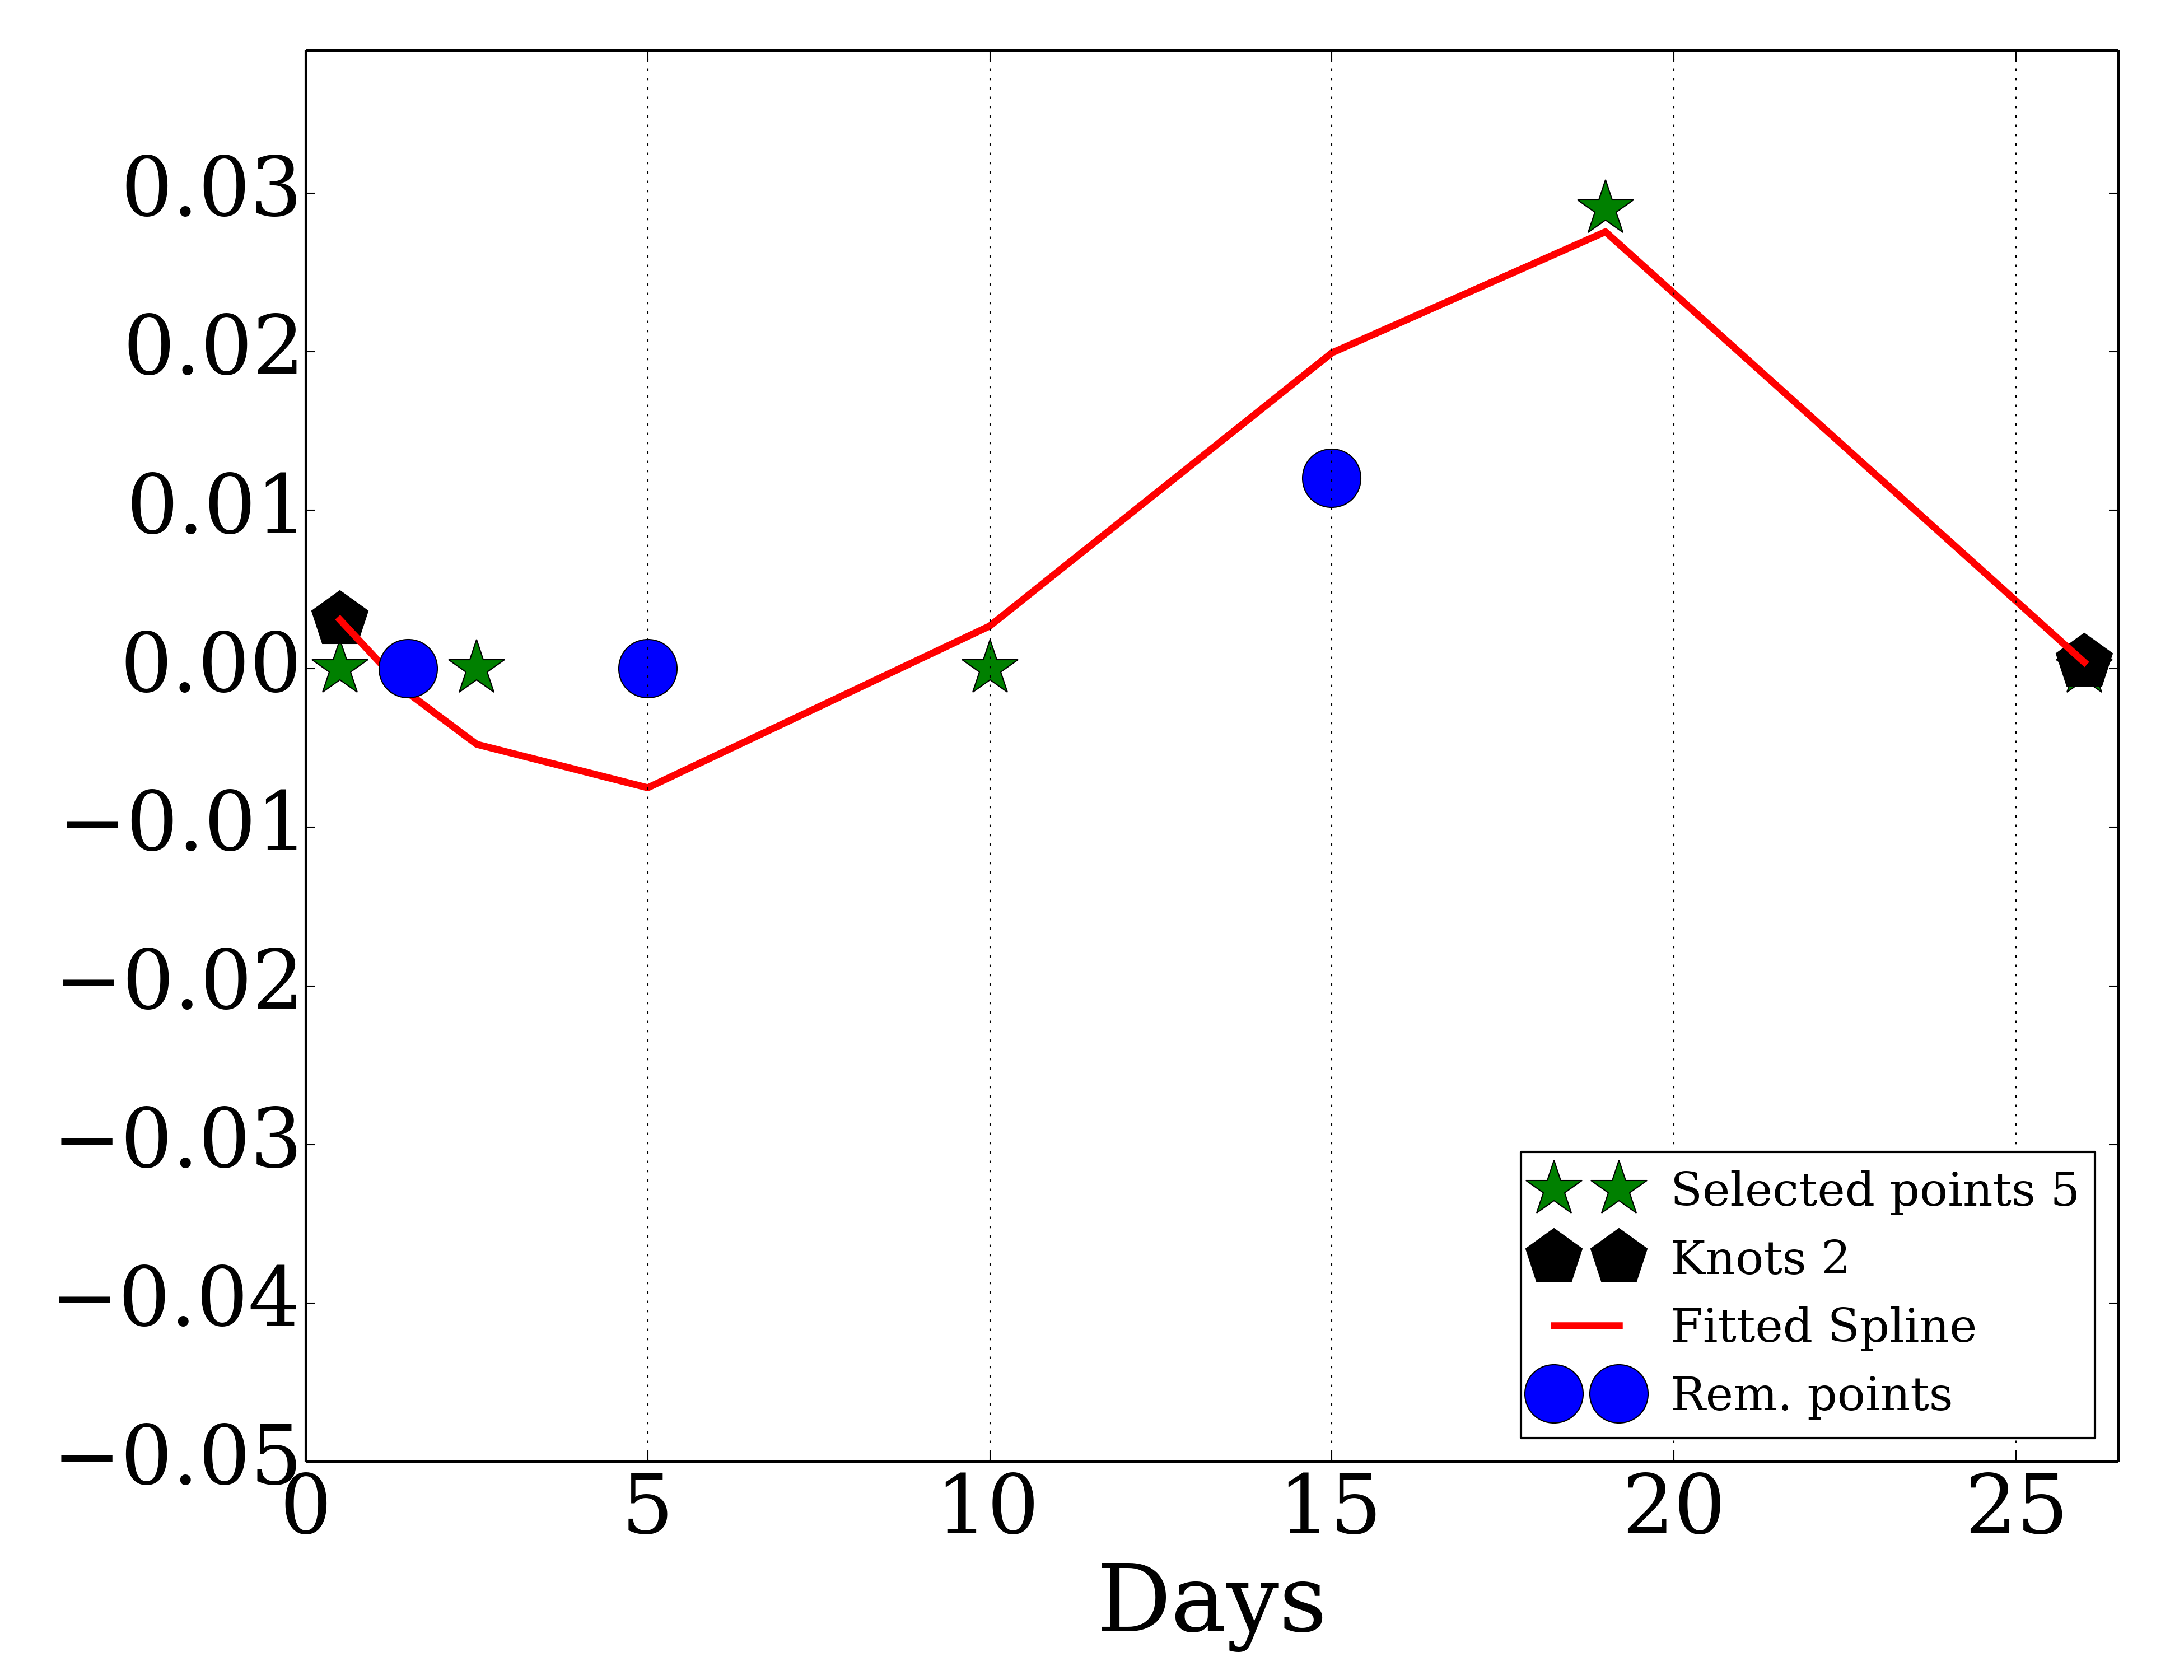 0.03
0.02
0.01
0.00
−0.01
−0.02
−0.03
−0.04
−0.05
0 5 10 15 20 25
Days
Selected points 5
Knots 2
Fitted Spline
Rem. points